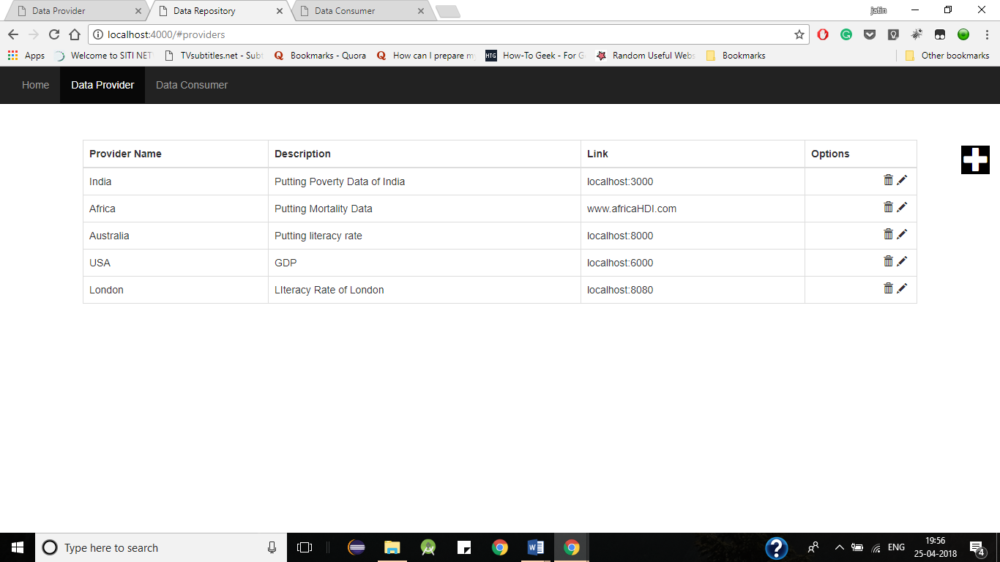 Data Provider
Data Repository
Data Consumer
jatin
localhost:4000/#providers
Apps
Welcome to SITI NET
TVsubtitles.net - Subt
Bookmarks - Quora
How can I prepare m
HTG
How-To Geek - For G
Random Useful Webs
Bookmarks
Other bookmarks
Home
Data Provider
Data Consumer
Provider Name Description Link Options
India Putting Poverty Data of India localhost:3000
Africa Putting Mortality Data www.africaHDI.com
Australia Putting literacy rate localhost:8000
USA GDP localhost:6000
London LIteracy Rate of London localhost:8080
Type here to search
ENG
19:56
25-04-2018
4